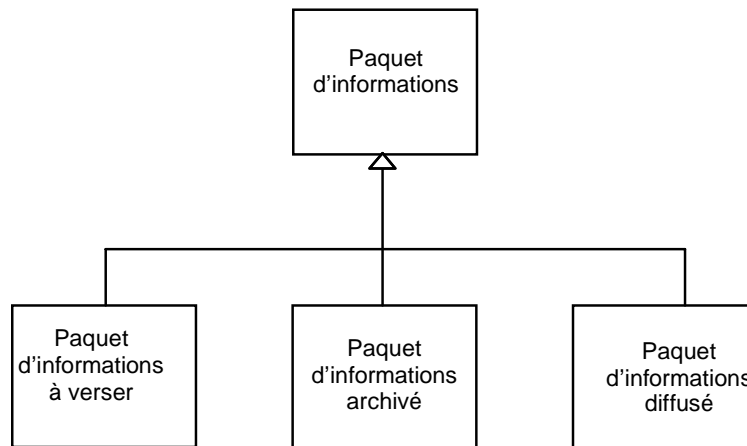 Paquet
d’informations
Paquet
d’informations
à verser
Paquet
d’informations
archivé
Paquet
d’informations
diffusé